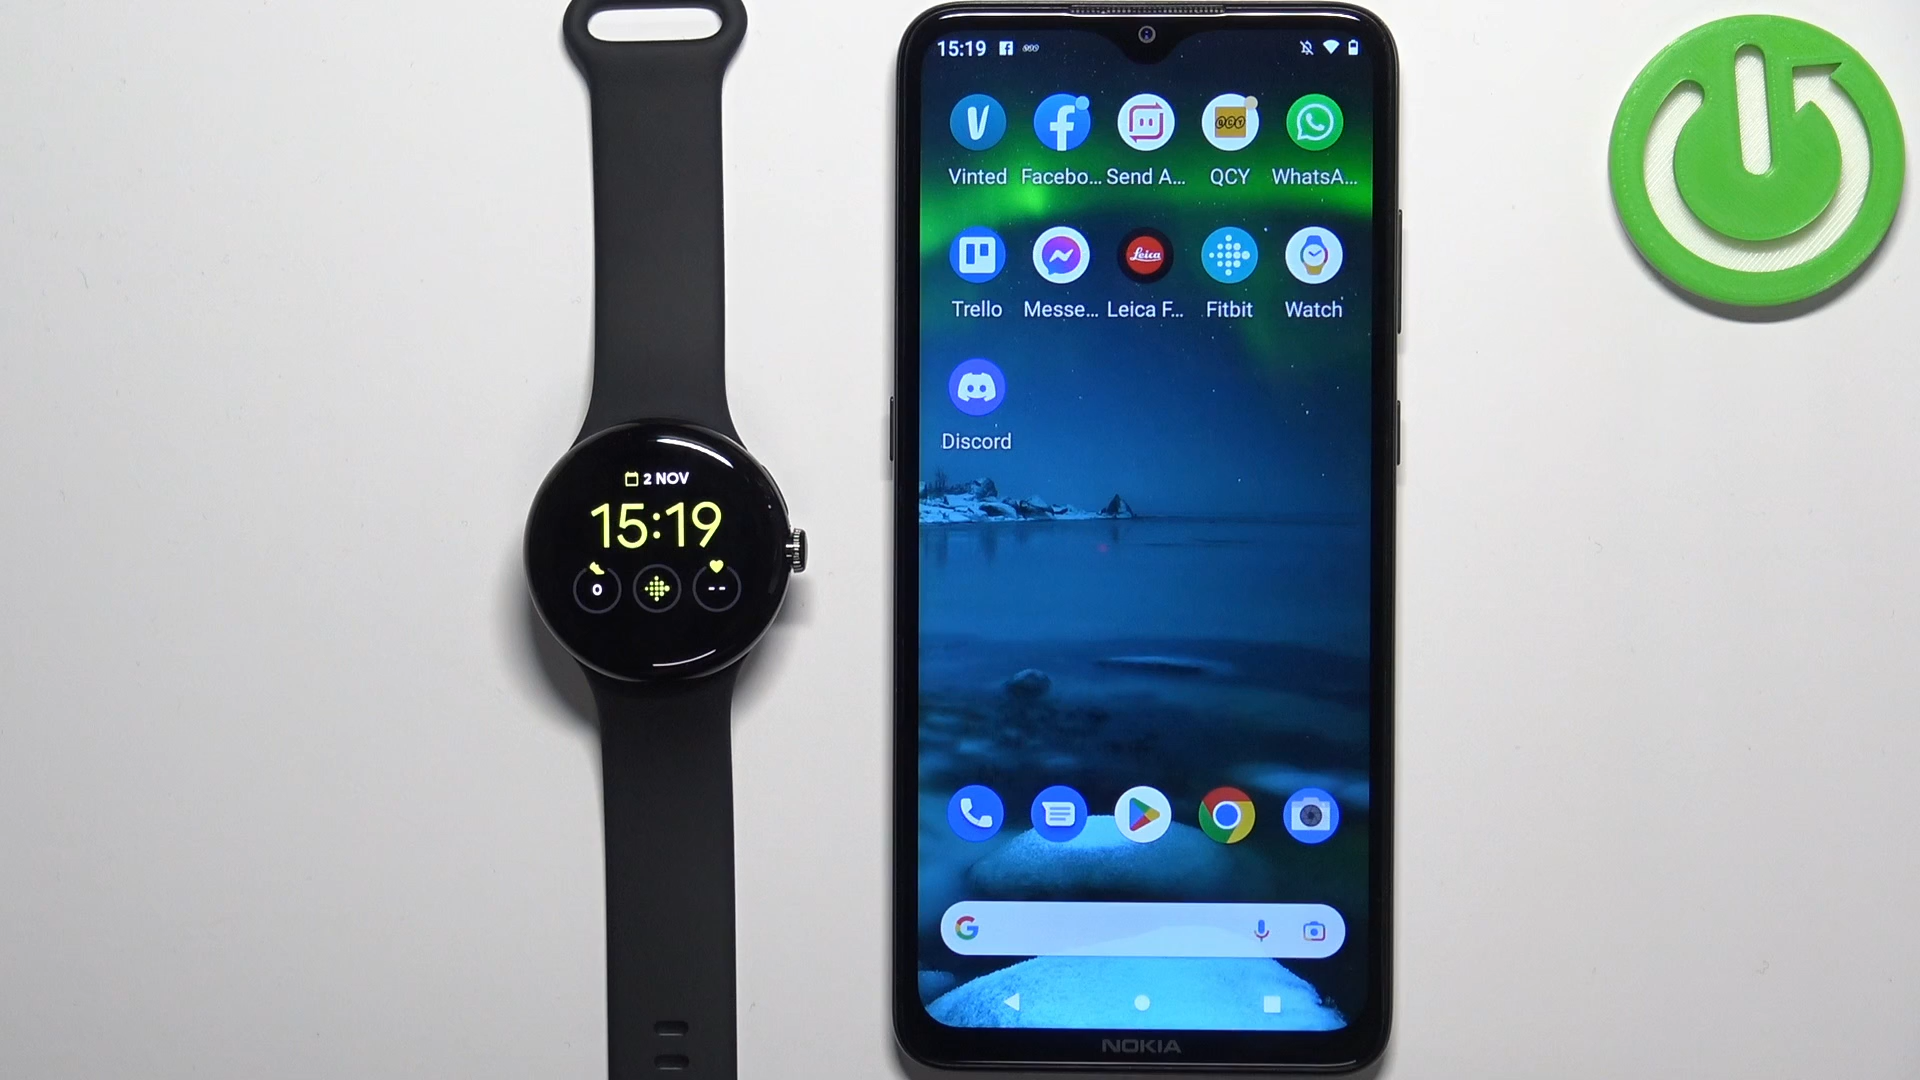 2 NOV
15:19
0
--
15:19
Vinted Facebo... Send A... QCY WhatsA...
Leica
Trello Messe... Leica F... Fitbit Watch
Discord
NOKIA